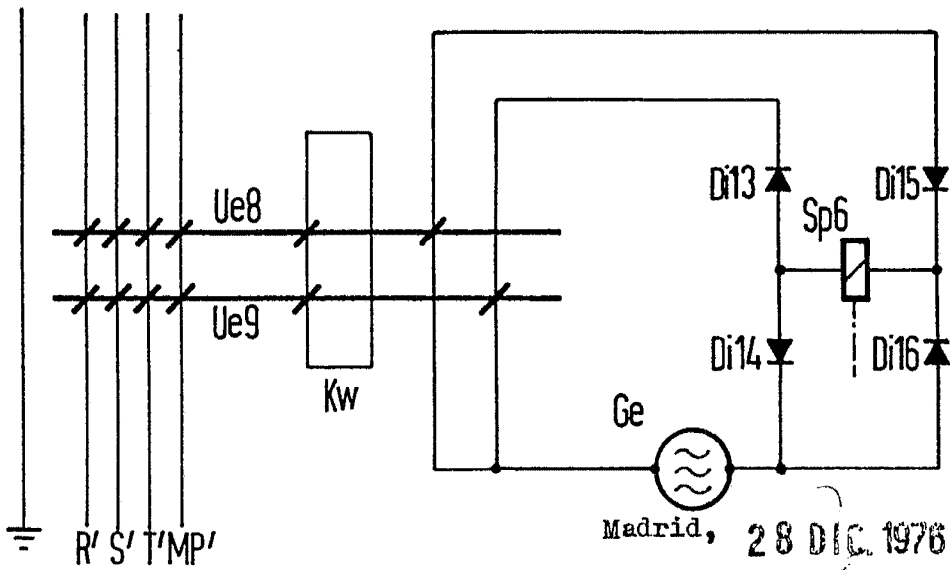 Di13
Di15
Sp6
Ue8
Ue9
Di14
Di16
Kw
Ge
R' S' T' MP'
Madrid, 28 DIC. 1976